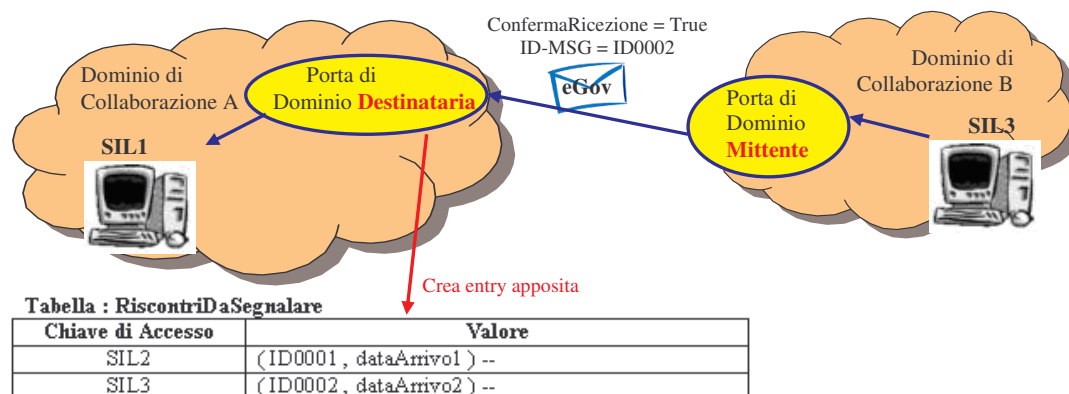 ConfermaRicezione = True
ID-MSG = ID0002
eGov
Dominio di
Collaborazione A
Porta di
Dominio Destinataria
SIL1
Porta di
Dominio
Mittente
Dominio di
Collaborazione B
SIL3
Crea entry apposita
Tabella : RiscontriDaSegnalare
Chiave di Accesso Valore
SIL2 ( ID0001 , dataArrivo1 ) --
SIL3 ( ID0002 , dataArrivo2 ) --